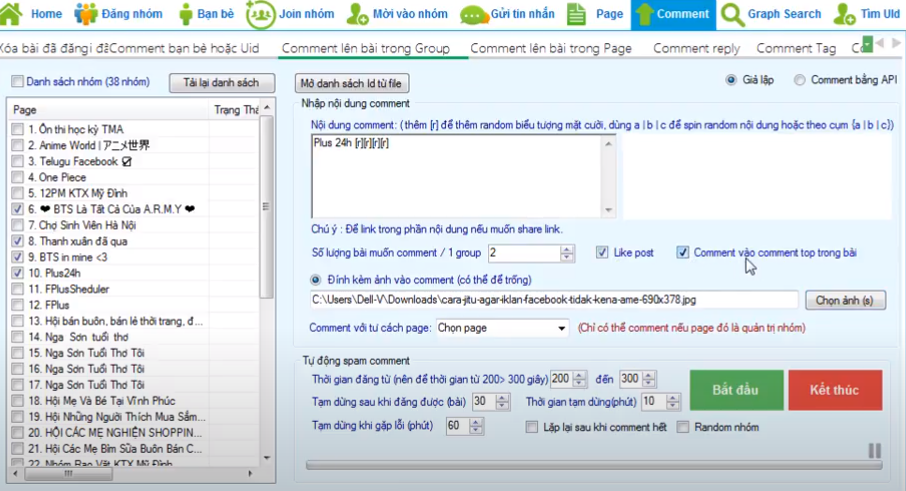 Home Đăng nhóm Bạn bè Join nhóm Mời vào nhóm Gửi tin nhắn Page Comment Graph Search Tìm UId
Xóa bài đã đăng Comment bạn bè hoặc Uid Comment lên bài trong Group Comment lên bài trong Page Comment reply Comment Tag
Danh sách nhóm (38 nhóm) Tải lại danh sách
Page Trạng Thá
1. Ôn thi học kỳ TMA
2. Anime World | アニメ世界
3. Telugu Facebook
4. One Piece
5. 12PM KTX Mỹ Đình
6. ❤ BTS Là Tất Cả Của A.R.M.Y ❤
7. Chợ Sinh Viên Hà Nội
8. Thanh xuân đã qua
9. BTS in mine <3
10. Plus24h
11. FPlusSheduler
12. FPlus
13. Hội bán buôn, bán lẻ thời trang, đ...
14. Nga Sơn tuổi thơ
15. Nga Sơn Tuổi Thơ Tôi
16. Nga Sơn Tuổi Thơ Tôi
17. Nga Sơn Tuổi Thơ Tôi
18. Hội Mẹ Và Bé Tại Vĩnh Phúc
19. Hội Những Người Thích Mua Sắm...
20. HỘI CÁC MẸ NGHIỆN SHOPPIN...
21. Hội Các Mẹ Bỉm Sữa Buôn Bán C...
22. Nhóm Rao Vặt KTX Mỹ Đình
Mở danh sách Id từ file Giả lập Comment bằng API
Nhập nội dung comment
Nội dung comment: (thêm [r] để thêm random biểu tượng mặt cười, dùng a | b | c để spin random nội dung hoặc theo cụm {a | b | c})
Plus 24h [r][r][r][r]
Chú ý : Để link trong phần nội dung nếu muốn share link.
Số lượng bài muốn comment / 1 group 2 Like post Comment vào comment top trong bài
Đính kèm ảnh vào comment (có thể để trống)
C:\Users\Dell-V\Downloads\cara-jitu-agar-iklan-facebook-tidak-kena-ame-690x378.jpg Chọn ảnh (s)
Comment với tư cách page: Chọn page (Chỉ có thể comment nếu page đó là quản trị nhóm)
Tự động spam comment
Thời gian đăng từ (nên để thời gian từ 200> 300 giây) 200 đến 300
Tạm dừng sau khi đăng được (bài) 30 Thời gian tạm dừng(phút) 10
Tạm dừng khi gặp lỗi (phút) 60 Lặp lại sau khi comment hết Random nhóm
Bắt đầu Kết thúc